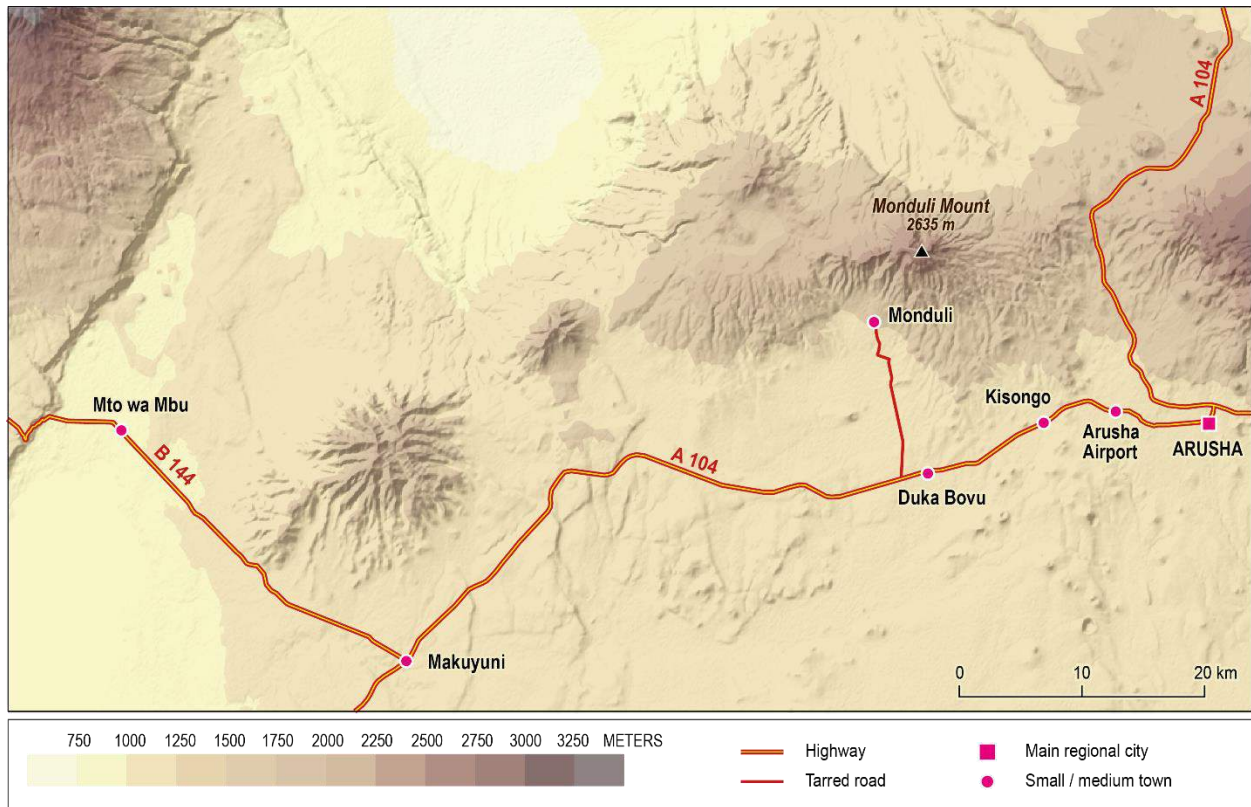 A 104
Monduli Mount
2635 m
Monduli
Mto wa Mbu
Kisongo
Arusha
Airport
ARUSHA
B 144
A 104
Duka Bovu
Makuyuni
0 10 20 km
750 1000 1250 1500 1750 2000 2250 2500 2750 3000 3250 METERS
Highway
Tarred road
Main regional city
Small / medium town